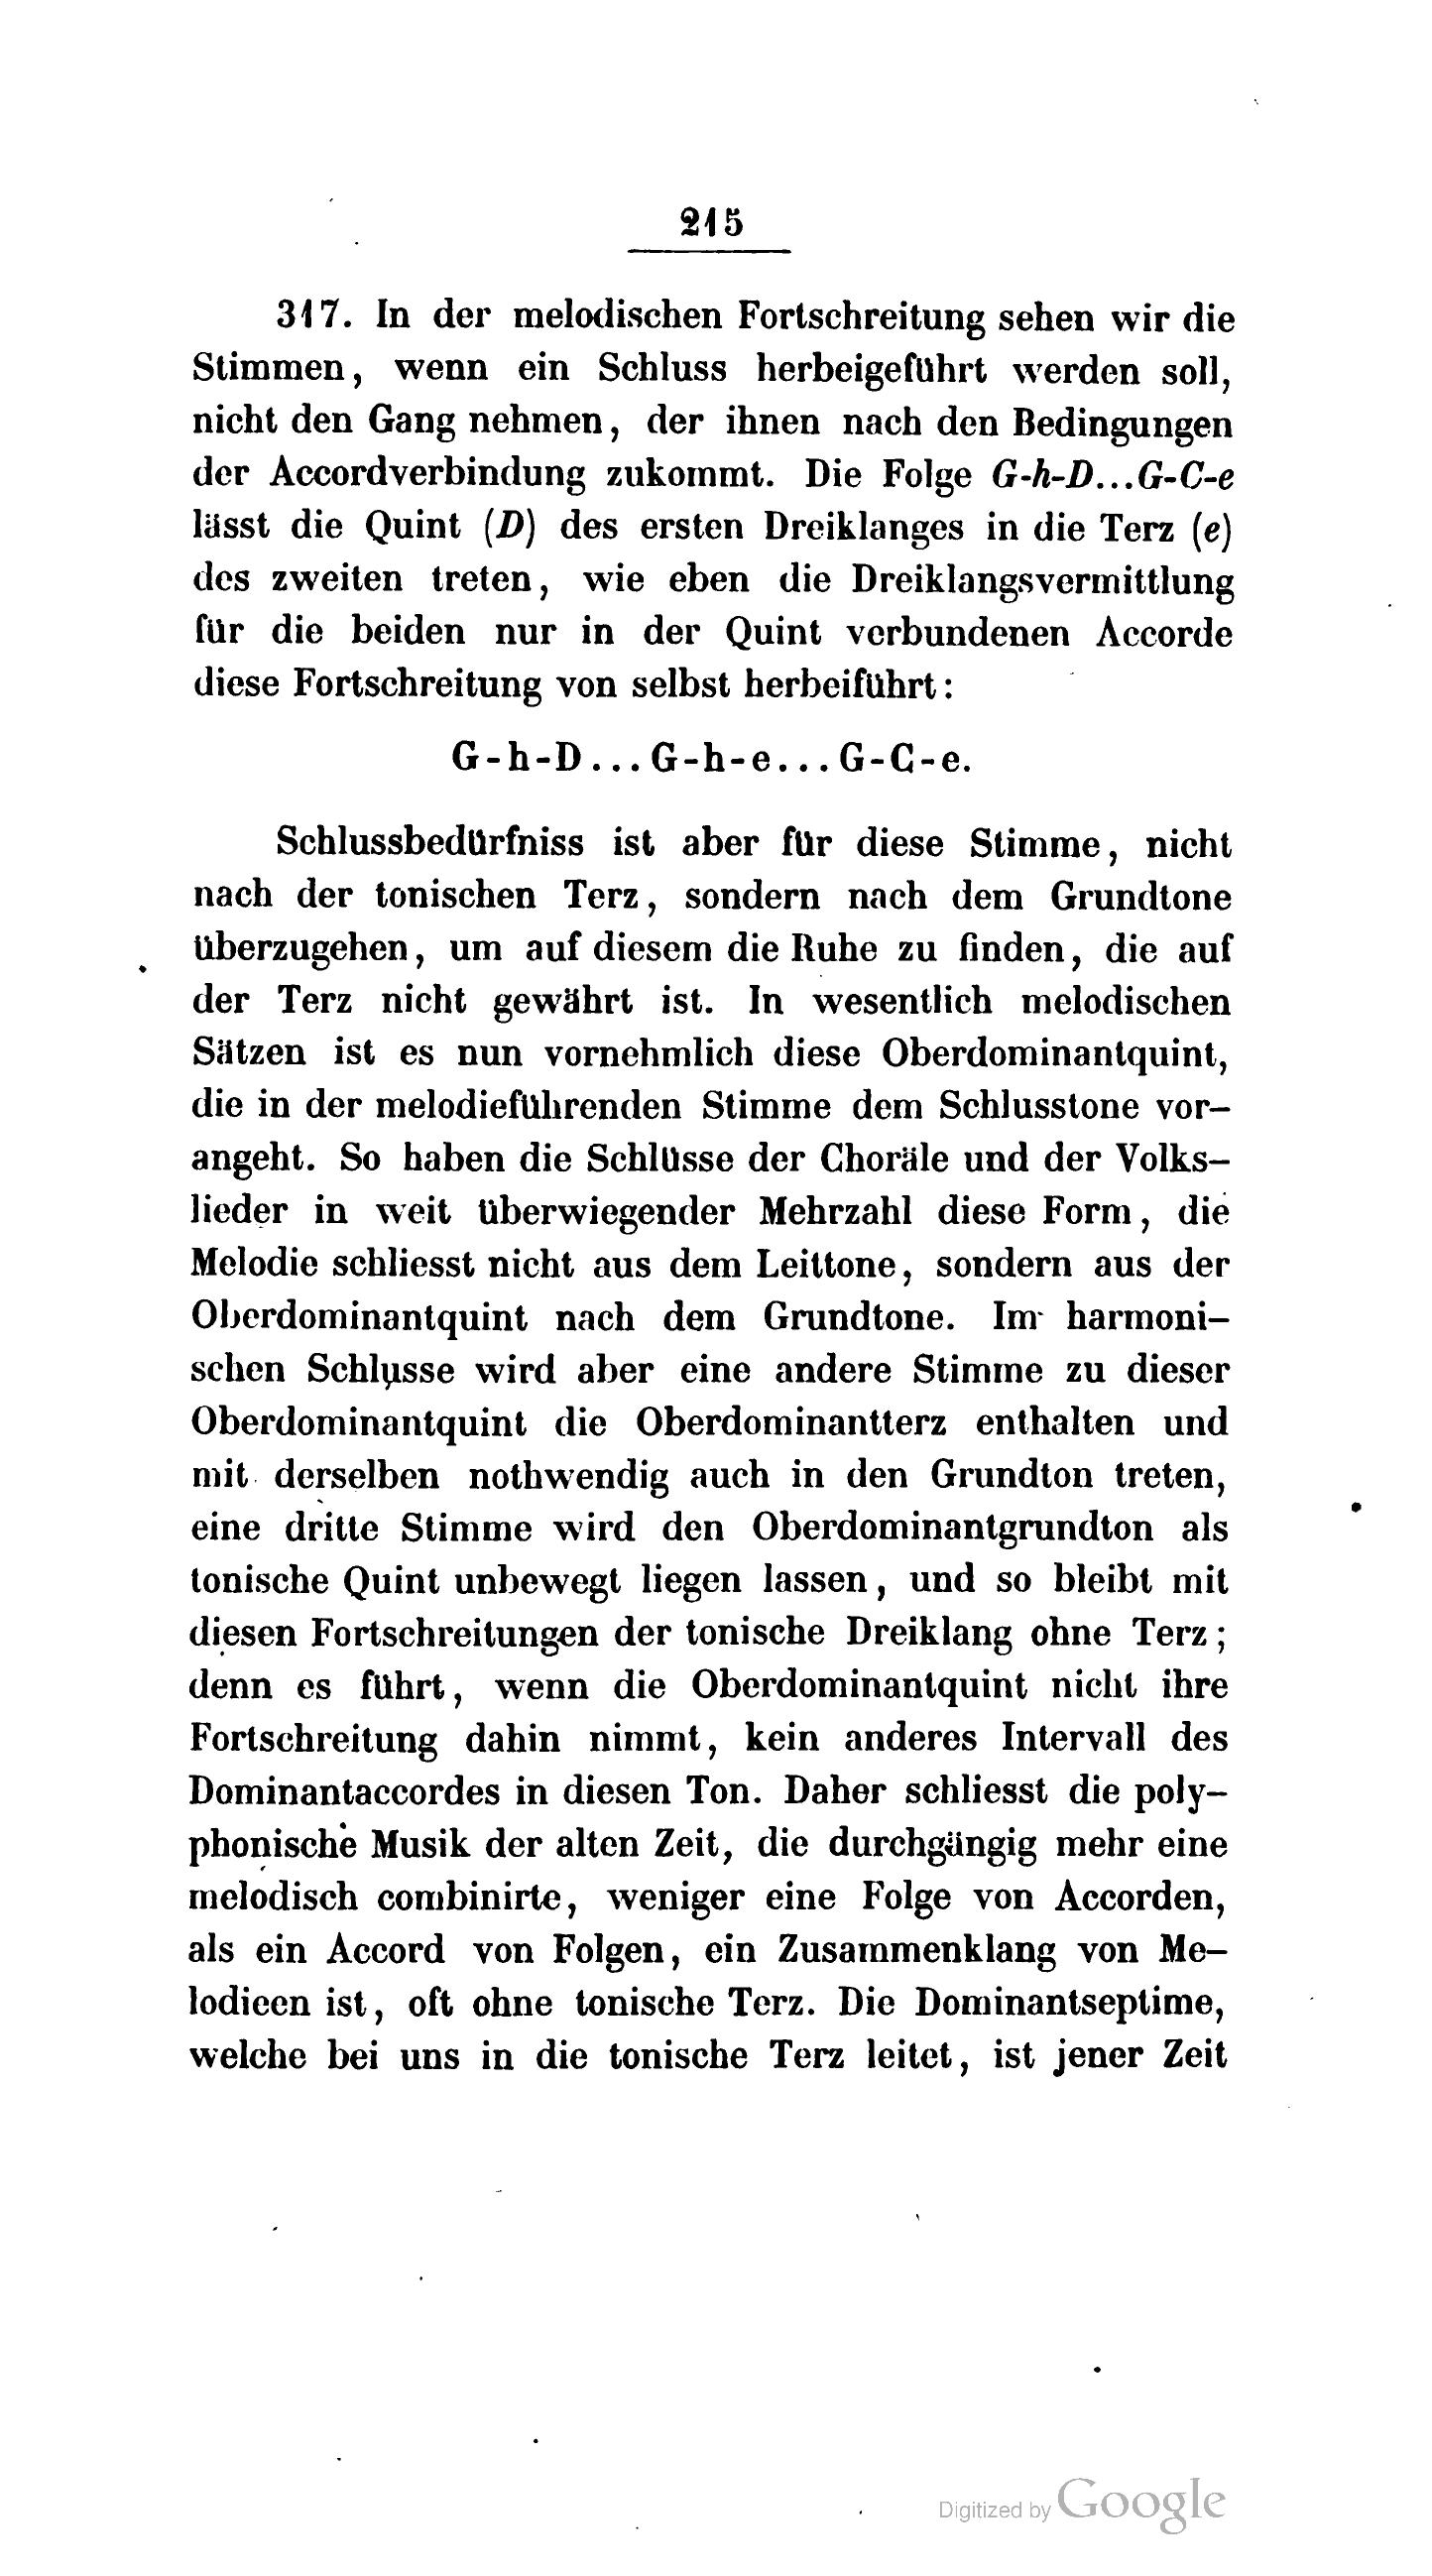 215
317. In der melodischen Fortschreitung sehen wir die
Stimmen, wenn ein Schluss herbeigeführt werden soll,
nicht den Gang nehmen, der ihnen nach den Bedingungen
der Accordverbindung zukommt. Die Folge G-h-D...G-C-e
lässt die Quint (D) des ersten Dreiklanges in die Terz (e)
des zweiten treten, wie eben die Dreiklangsvermittlung
für die beiden nur in der Quint verbundenen Accorde
diese Fortschreitung von selbst herbeiführt:
G-h-D...G-h-e...G-C-e.
Schlussbedürfniss ist aber für diese Stimme, nicht
nach der tonischen Terz, sondern nach dem Grundtone
überzugehen, um auf diesem die Ruhe zu finden, die auf
der Terz nicht gewährt ist. In wesentlich melodischen
Sätzen ist es nun vornehmlich diese Oberdominantquint,
die in der melodieführenden Stimme dem Schlusstone vor-
angeht. So haben die Schlüsse der Choräle und der Volks-
lieder in weit überwiegender Mehrzahl diese Form, die
Melodie schliesst nicht aus dem Leittone, sondern aus der
Oberdominantquint nach dem Grundtone. Im harmoni-
schen Schlusse wird aber eine andere Stimme zu dieser
Oberdominantquint die Oberdominantterz enthalten und
mit derselben nothwendig auch in den Grundton treten,
eine dritte Stimme wird den Oberdominantgrundton als
tonische Quint unbewegt liegen lassen, und so bleibt mit
diesen Fortschreitungen der tonische Dreiklang ohne Terz;
denn es führt, wenn die Oberdominantquint nicht ihre
Fortschreitung dahin nimmt, kein anderes Intervall des
Dominantaccordes in diesen Ton. Daher schliesst die poly-
phonische Musik der alten Zeit, die durchgängig mehr eine
melodisch combinirte, weniger eine Folge von Accorden,
als ein Accord von Folgen, ein Zusammenklang von Me-
lodieen ist, oft ohne tonische Terz. Die Dominantseptime,
welche bei uns in die tonische Terz leitet, ist jener Zeit
Digitized by Google